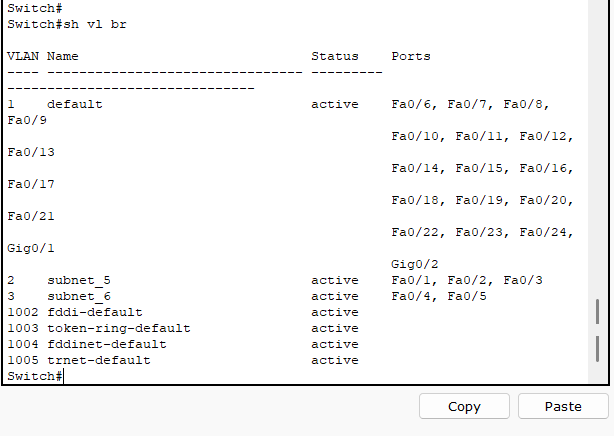 Switch#
Switch#sh vl br
VLAN Name                             Status    Ports
---- -------------------------------- ---------
-------------------------------
1    default                          active    Fa0/6, Fa0/7, Fa0/8,
Fa0/9
                                                Fa0/10, Fa0/11, Fa0/12,
Fa0/13
                                                Fa0/14, Fa0/15, Fa0/16,
Fa0/17
                                                Fa0/18, Fa0/19, Fa0/20,
Fa0/21
                                                Fa0/22, Fa0/23, Fa0/24,
Gig0/1
                                                Gig0/2
2    subnet_5                         active    Fa0/1, Fa0/2, Fa0/3
3    subnet_6                         active    Fa0/4, Fa0/5
1002 fddi-default                     active
1003 token-ring-default               active
1004 fddinet-default                  active
1005 trnet-default                    active
Switch#
Copy Paste